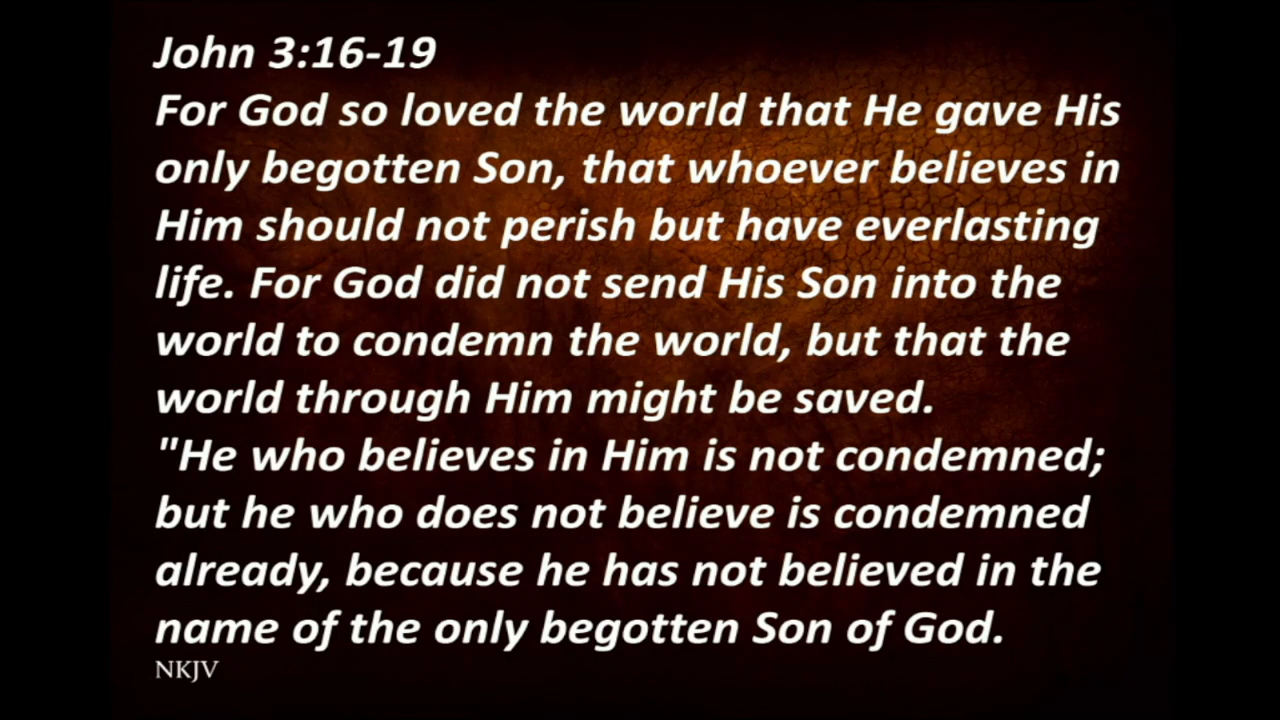 John 3:16-19
For God so loved the world that He gave His
only begotten Son, that whoever believes in
Him should not perish but have everlasting
life. For God did not send His Son into the
world to condemn the world, but that the
world through Him might be saved.
"He who believes in Him is not condemned;
but he who does not believe is condemned
already, because he has not believed in the
name of the only begotten Son of God.
NKJV